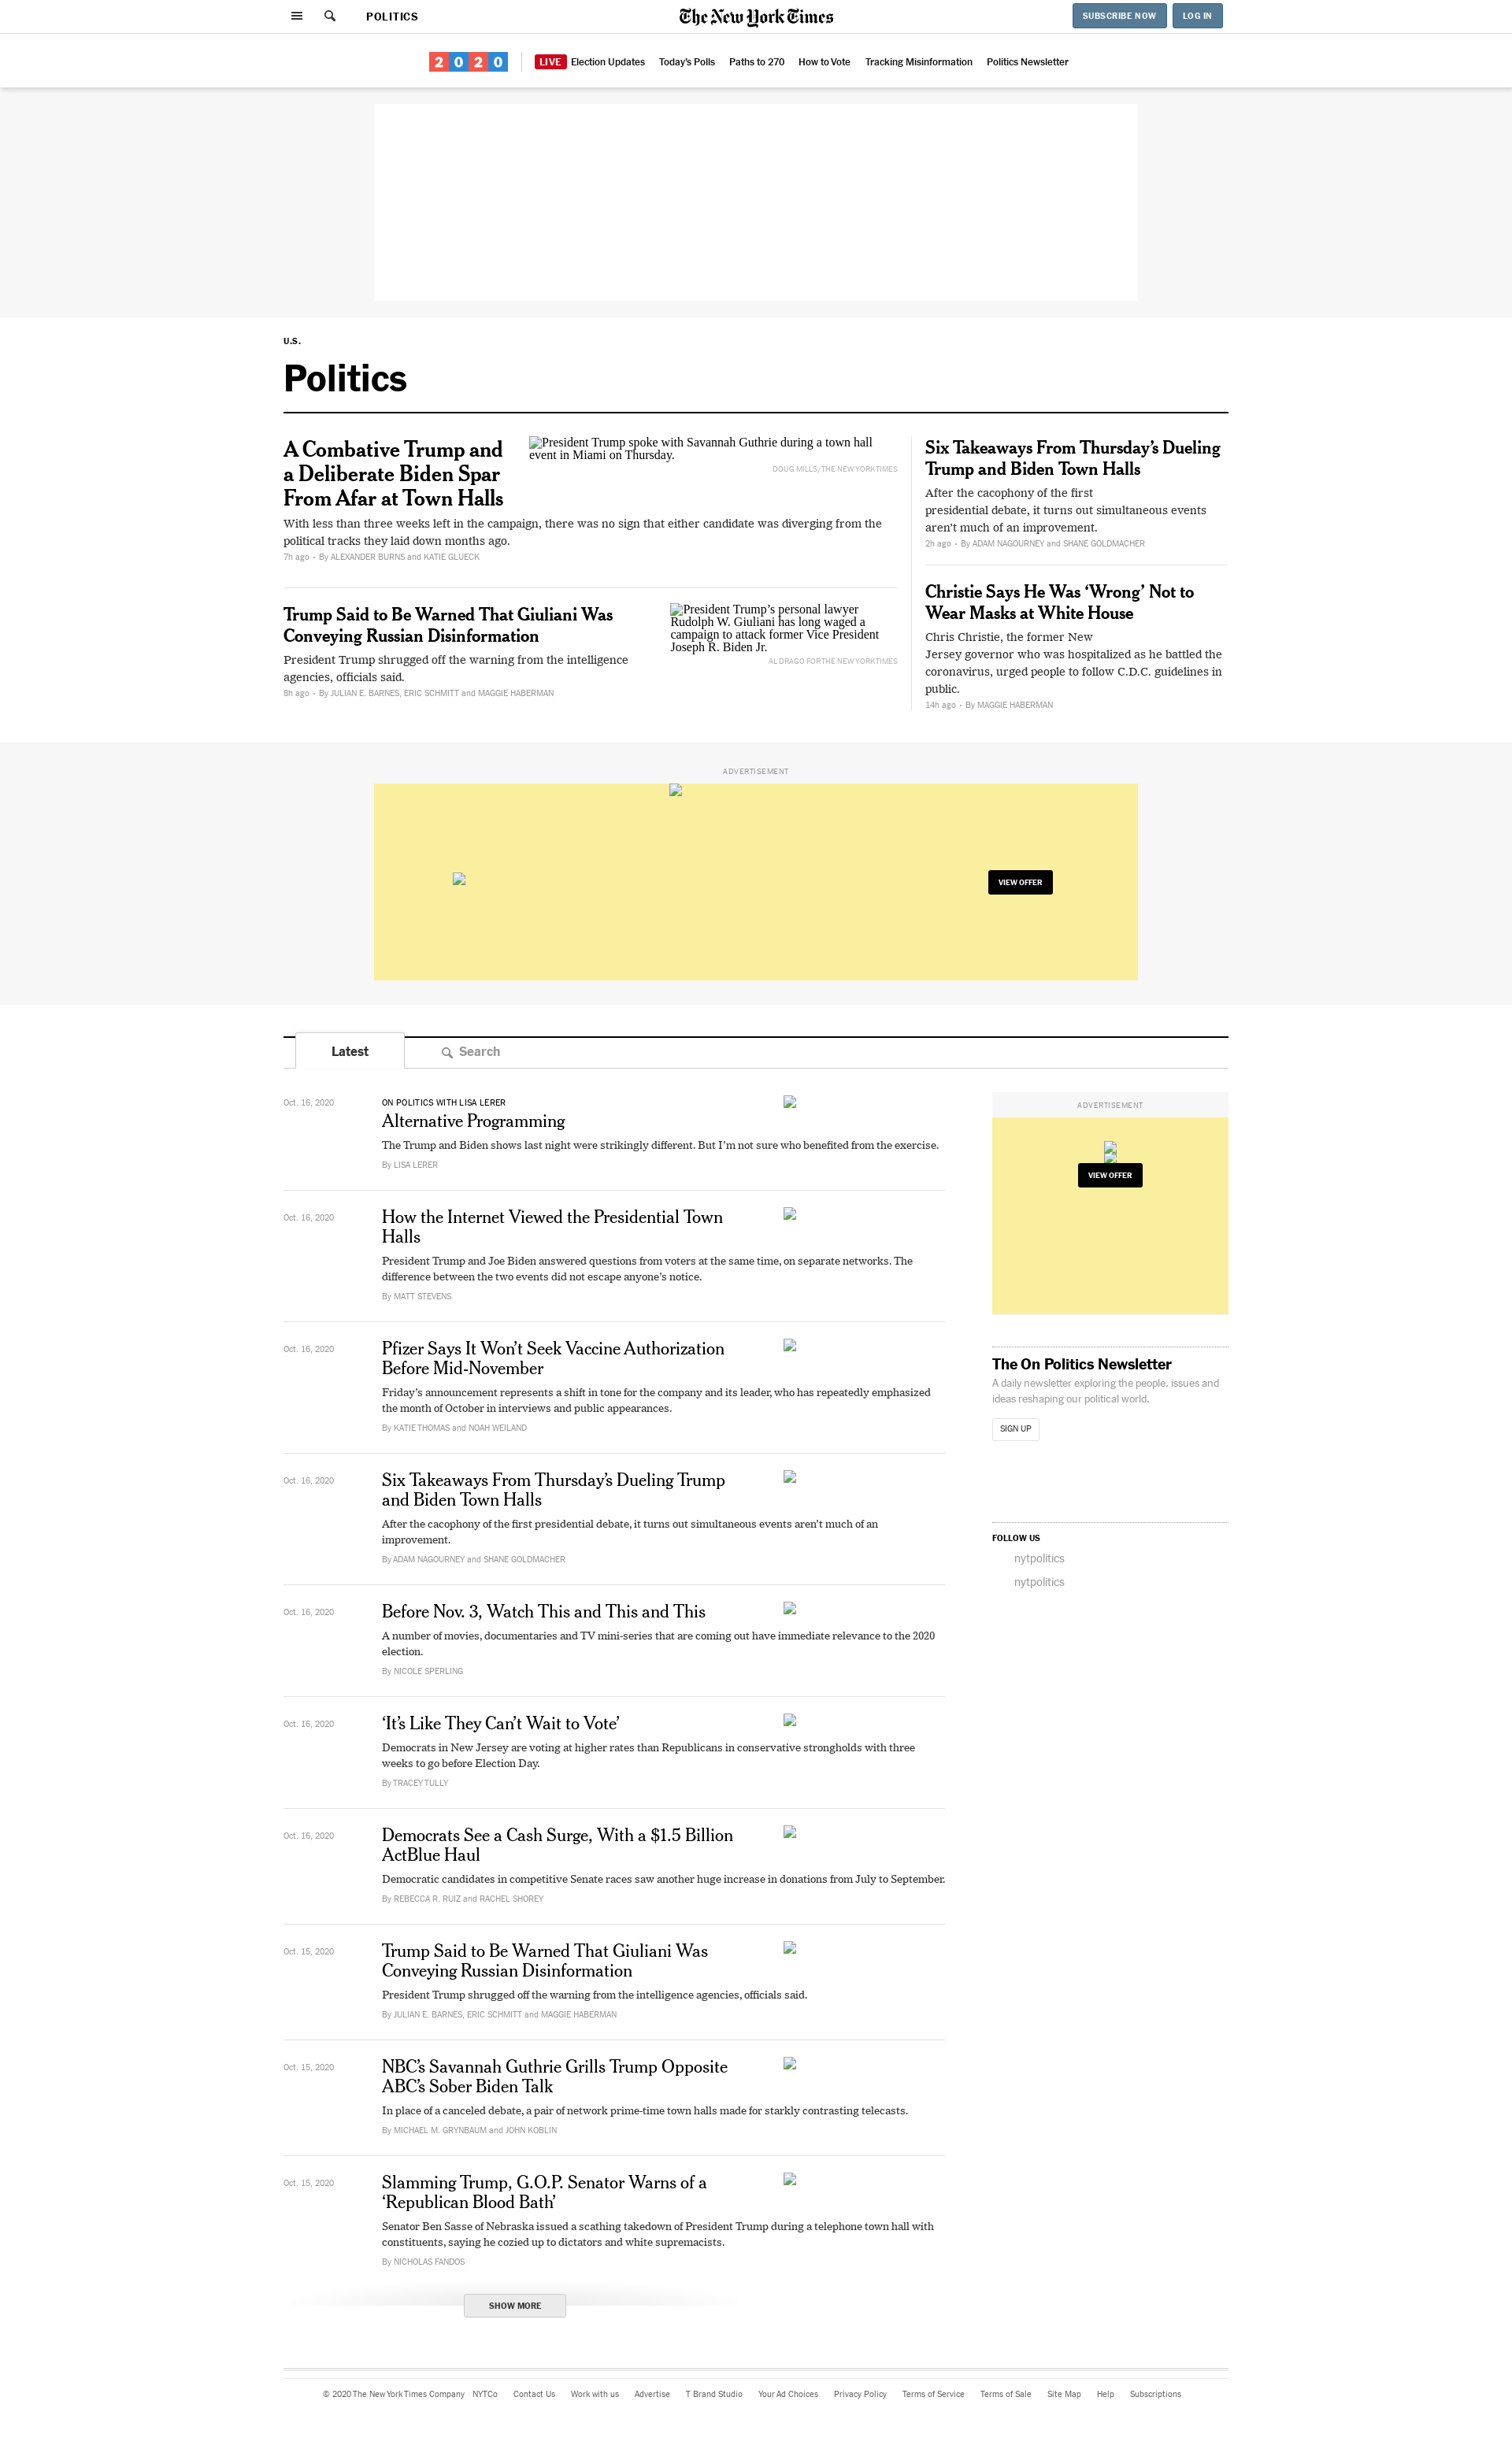 POLITICS
The New York Times
SUBSCRIBE NOW
LOG IN
2020
LIVE Election Updates
Today's Polls
Paths to 270
How to Vote
Tracking Misinformation
Politics Newsletter
U.S.
Politics
A Combative Trump and
a Deliberate Biden Spar
From Afar at Town Halls
President Trump spoke with Savannah Guthrie during a town hall
event in Miami on Thursday.
DOUG MILLS/THE NEW YORK TIMES
With less than three weeks left in the campaign, there was no sign that either candidate was diverging from the
political tracks they laid down months ago.
7h ago • By ALEXANDER BURNS and KATIE GLUECK
Trump Said to Be Warned That Giuliani Was
Conveying Russian Disinformation
President Trump's personal lawyer
Rudolph W. Giuliani has long waged a
campaign to attack former Vice President
Joseph R. Biden Jr.
AL DRAGO FOR THE NEW YORK TIMES
President Trump shrugged off the warning from the intelligence
agencies, officials said.
8h ago • By JULIAN E. BARNES, ERIC SCHMITT and MAGGIE HABERMAN
Six Takeaways From Thursday's Dueling
Trump and Biden Town Halls
After the cacophony of the first
presidential debate, it turns out simultaneous events
aren't much of an improvement.
2h ago • By ADAM NAGOURNEY and SHANE GOLDMACHER
Christie Says He Was 'Wrong' Not to
Wear Masks at White House
Chris Christie, the former New
Jersey governor who was hospitalized as he battled the
coronavirus, urged people to follow C.D.C. guidelines in
public.
14h ago • By MAGGIE HABERMAN
ADVERTISEMENT
VIEW OFFER
Latest
Search
Oct. 16, 2020
ON POLITICS WITH LISA LERER
Alternative Programming
The Trump and Biden shows last night were strikingly different. But I'm not sure who benefited from the exercise.
By LISA LERER
Oct. 16, 2020
How the Internet Viewed the Presidential Town
Halls
President Trump and Joe Biden answered questions from voters at the same time, on separate networks. The
difference between the two events did not escape anyone's notice.
By MATT STEVENS
Oct. 16, 2020
Pfizer Says It Won't Seek Vaccine Authorization
Before Mid-November
Friday's announcement represents a shift in tone for the company and its leader, who has repeatedly emphasized
the month of October in interviews and public appearances.
By KATIE THOMAS and NOAH WEILAND
Oct. 16, 2020
Six Takeaways From Thursday's Dueling Trump
and Biden Town Halls
After the cacophony of the first presidential debate, it turns out simultaneous events aren't much of an
improvement.
By ADAM NAGOURNEY and SHANE GOLDMACHER
Oct. 16, 2020
Before Nov. 3, Watch This and This and This
A number of movies, documentaries and TV mini-series that are coming out have immediate relevance to the 2020
election.
By NICOLE SPERLING
Oct. 16, 2020
'It's Like They Can't Wait to Vote'
Democrats in New Jersey are voting at higher rates than Republicans in conservative strongholds with three
weeks to go before Election Day.
By TRACEY TULLY
Oct. 16, 2020
Democrats See a Cash Surge, With a $1.5 Billion
ActBlue Haul
Democratic candidates in competitive Senate races saw another huge increase in donations from July to September.
By REBECCA R. RUIZ and RACHEL SHOREY
Oct. 15, 2020
Trump Said to Be Warned That Giuliani Was
Conveying Russian Disinformation
President Trump shrugged off the warning from the intelligence agencies, officials said.
By JULIAN E. BARNES, ERIC SCHMITT and MAGGIE HABERMAN
Oct. 15, 2020
NBC's Savannah Guthrie Grills Trump Opposite
ABC's Sober Biden Talk
In place of a canceled debate, a pair of network prime-time town halls made for starkly contrasting telecasts.
By MICHAEL M. GRYNBAUM and JOHN KOBLIN
Oct. 15, 2020
Slamming Trump, G.O.P. Senator Warns of a
'Republican Blood Bath'
Senator Ben Sasse of Nebraska issued a scathing takedown of President Trump during a telephone town hall with
constituents, saying he cozied up to dictators and white supremacists.
By NICHOLAS FANDOS
SHOW MORE
ADVERTISEMENT
VIEW OFFER
The On Politics Newsletter
A daily newsletter exploring the people, issues and
ideas reshaping our political world.
SIGN UP
FOLLOW US
nytpolitics
nytpolitics
© 2020 The New York Times Company
NYTCo
Contact Us
Work with us
Advertise
T Brand Studio
Your Ad Choices
Privacy Policy
Terms of Service
Terms of Sale
Site Map
Help
Subscriptions